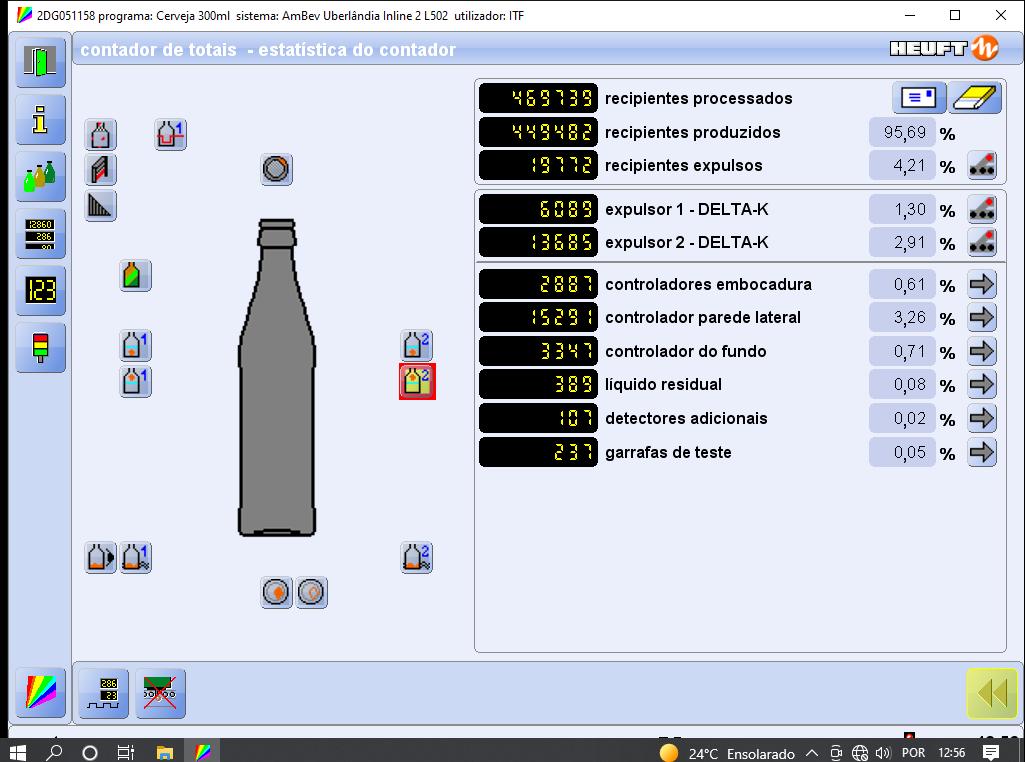 2DG051158 programa: Cerveja 300ml sistema: AmBev Uberlândia Inline 2 L502 utilizador: ITF
contador de totais - estatística do contador
HEUFT
469739 recipientes processados
449482 recipientes produzidos 95,69 %
19772 recipientes expulsos 4,21 %
6089 expulsor 1 - DELTA-K 1,30 %
13685 expulsor 2 - DELTA-K 2,91 %
2887 controladores embocadura 0,61 %
15291 controlador parede lateral 3,26 %
3347 controlador do fundo 0,71 %
389 líquido residual 0,08 %
107 detectores adicionais 0,02 %
237 garrafas de teste 0,05 %
1
i
12860
286
90
123
1
2
1
2
1
2
286
23
24°C Ensolarado
POR
12:56